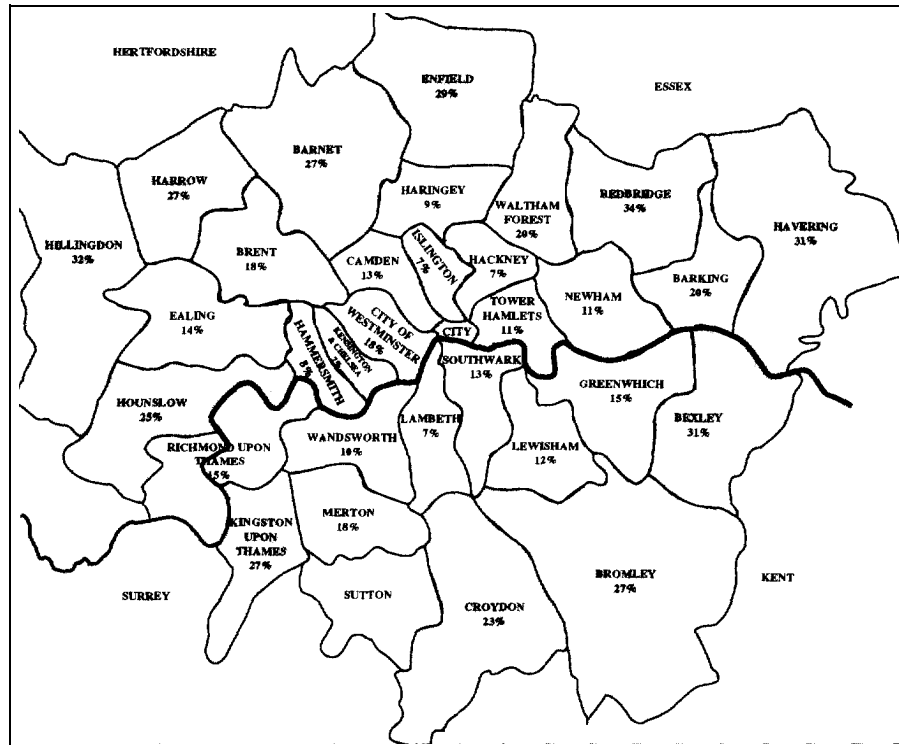 HERTFORDSHIRE
ENFIELD
29%
ESSEX
BARNET
27%
HARROW
27%
HARINGEY
9%
WALTHAM
FOREST
20%
REDBRIDGE
34%
HAVERING
31%
HILLINGDON
32%
BRENT
18%
CAMDEN
13%
ISLINGTON
7%
HACKNEY
7%
BARKING
20%
NEWHAM
11%
TOWER
HAMLETS
11%
EALING
14%
CITY OF
WESTMINSTER
18%
CITY
KENSINGTON
& CHELSEA
HAMMERSMITH
8%
SOUTHWARK
13%
GREENWHICH
15%
HOUNSLOW
25%
LAMBETH
7%
BEXLEY
31%
RICHMOND UPON
THAMES
15%
WANDSWORTH
10%
LEWISHAM
12%
MERTON
18%
KINGSTON
UPON
THAMES
27%
SURREY
SUTTON
CROYDON
23%
BROMLEY
27%
KENT